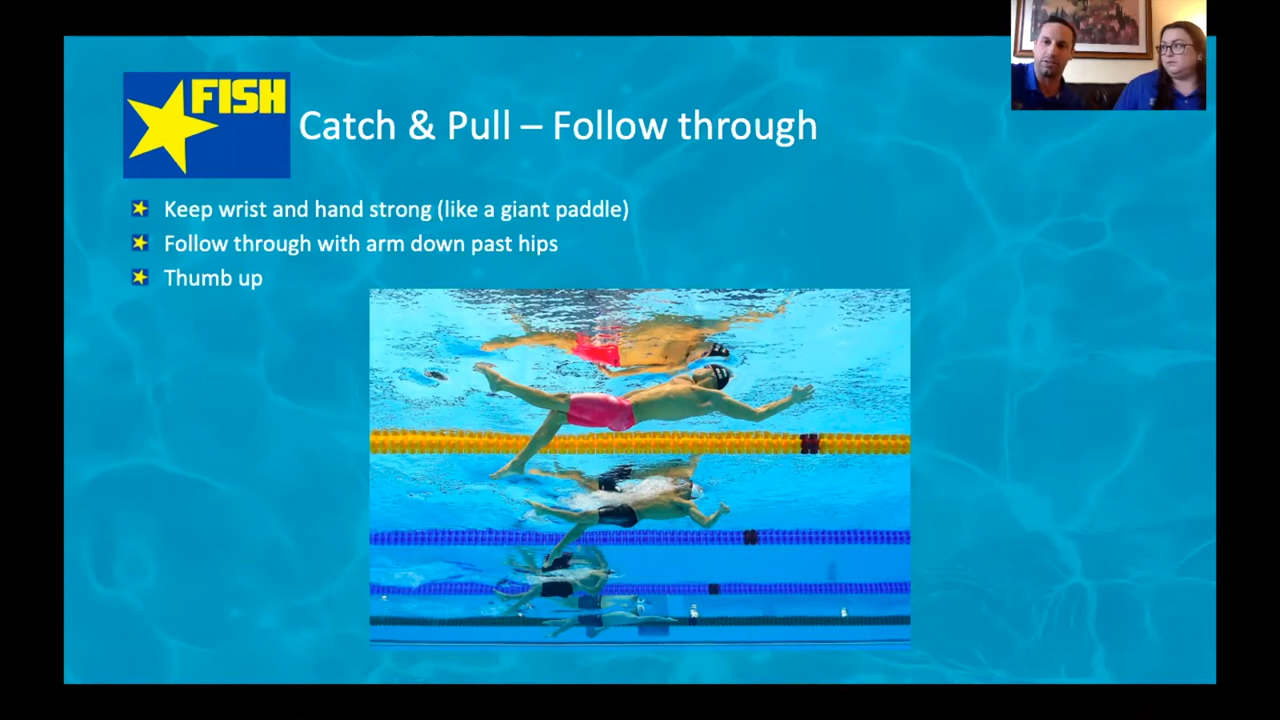 FISH
Catch & Pull – Follow through
Keep wrist and hand strong (like a giant paddle)
Follow through with arm down past hips
Thumb up